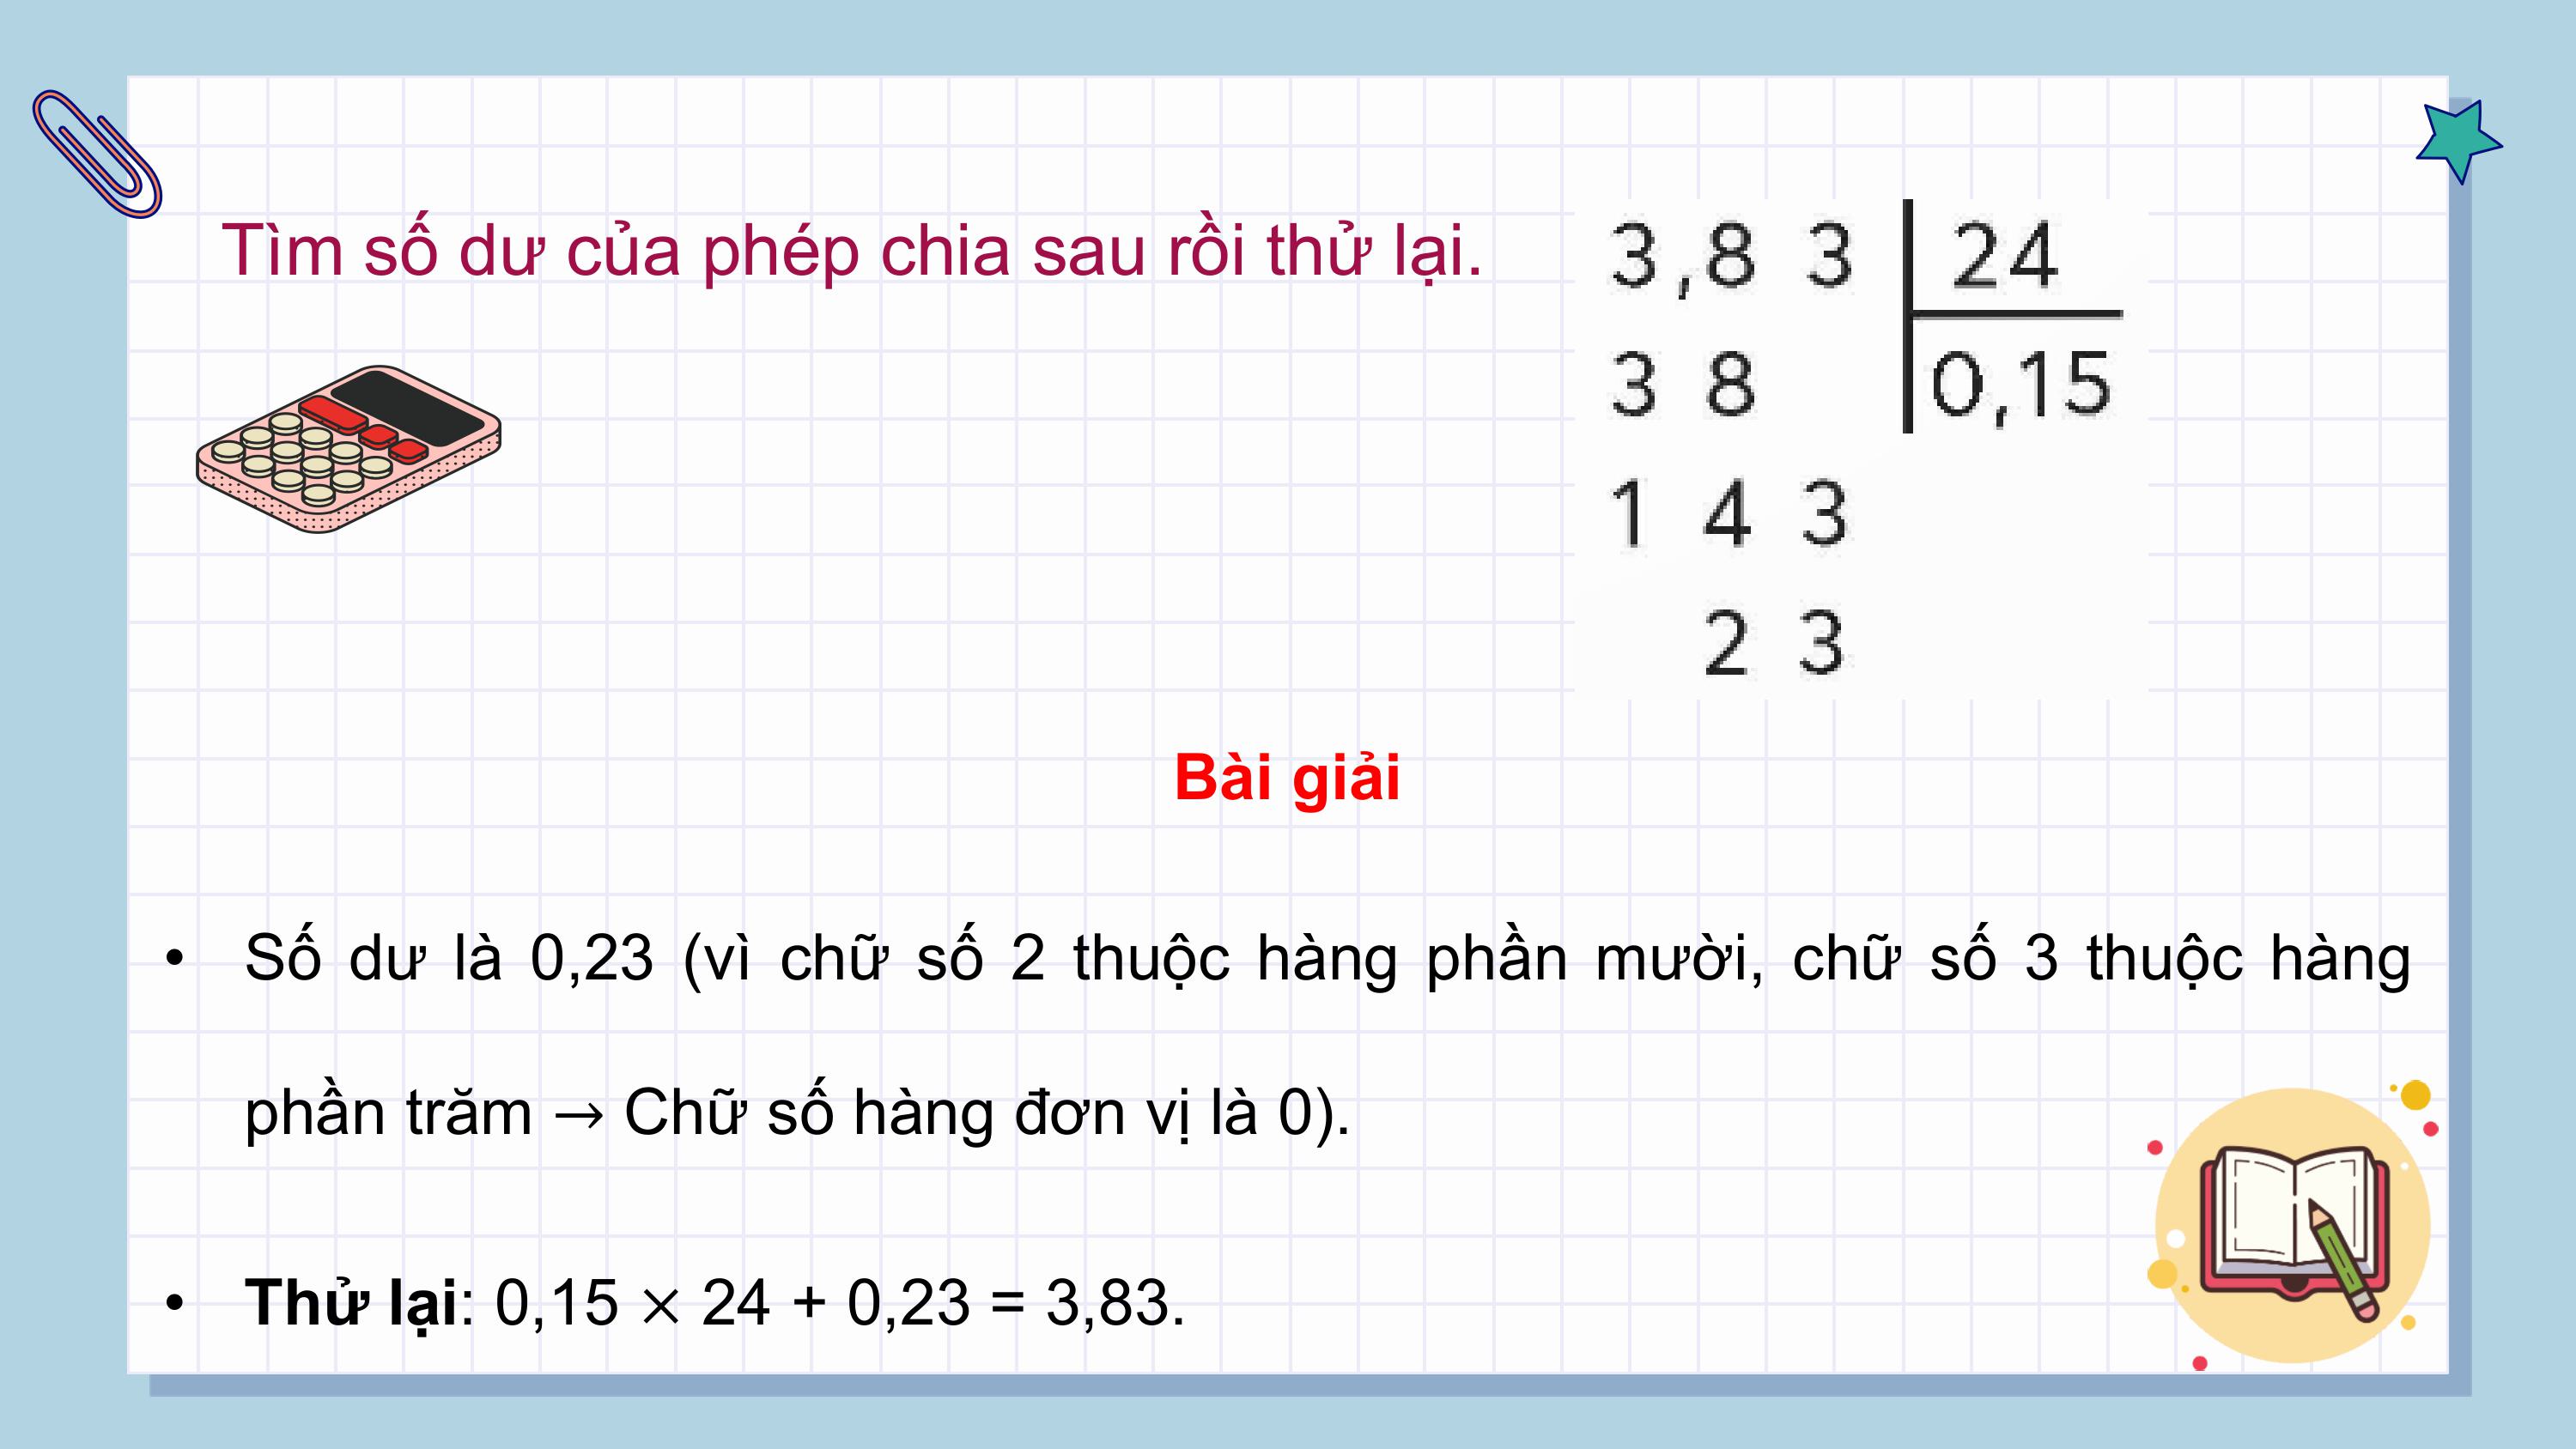 Tìm số dư của phép chia sau rồi thử lại.
3,8 3 24
3 8 0,15
1 4 3
2 3
Bài giải
• Số dư là 0,23 (vì chữ số 2 thuộc hàng phần mười, chữ số 3 thuộc hàng
phần trăm → Chữ số hàng đơn vị là 0).
• Thử lại: 0,15 × 24 + 0,23 = 3,83.